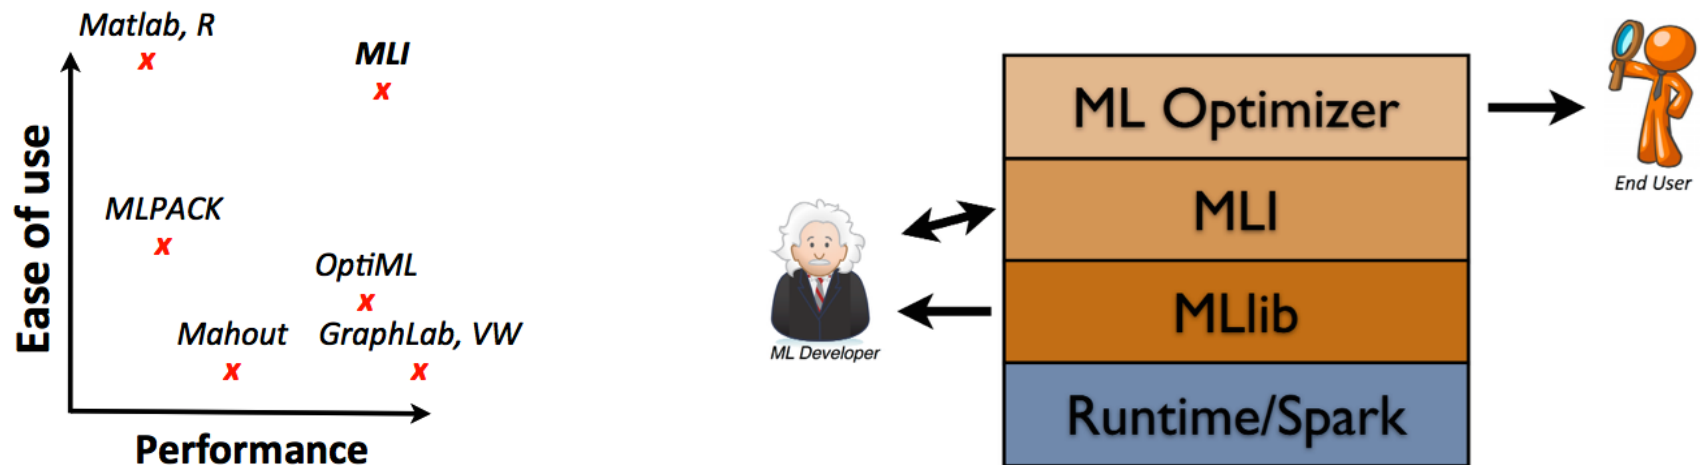 Matlab, R
x
MLI
x
MLPACK
x
OptiML
x
Mahout
x
GraphLab, VW
x
Ease of use
Performance
ML Developer
ML Optimizer
MLI
MLlib
Runtime/Spark
End User